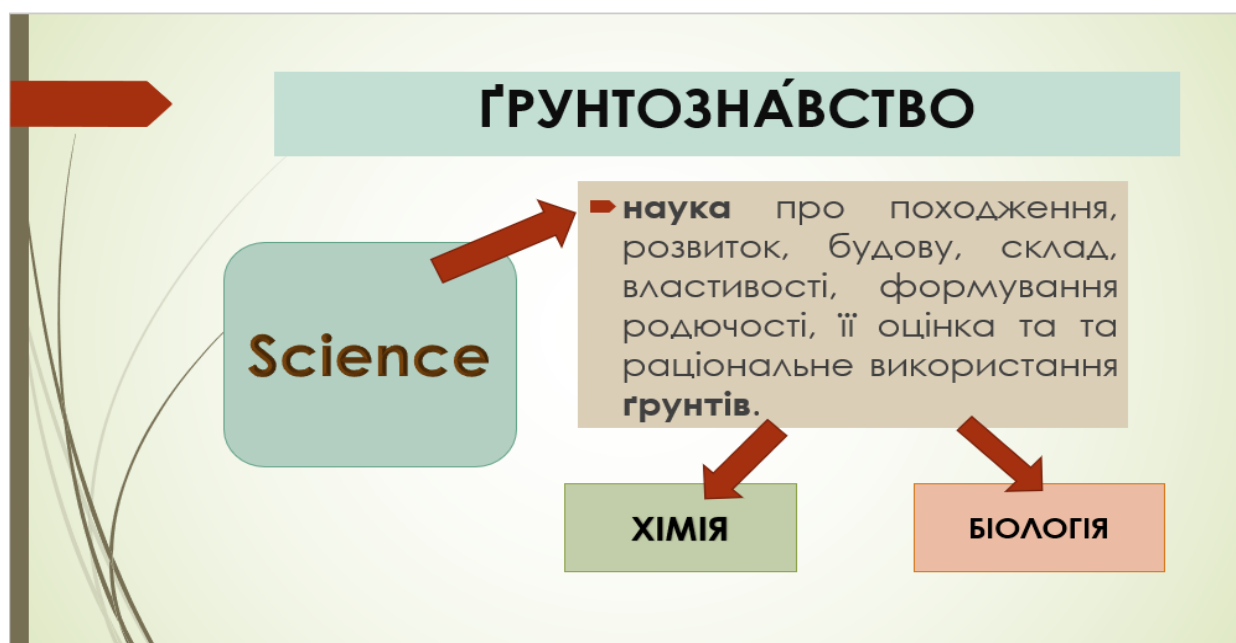 ҐРУНТОЗНА́ВСТВО
Science
наука про походження,
розвиток, будову, склад,
властивості, формування
родючості, її оцінка та та
раціональне використання
ґрунтів.
ХІМІЯ
БІОЛОГІЯ